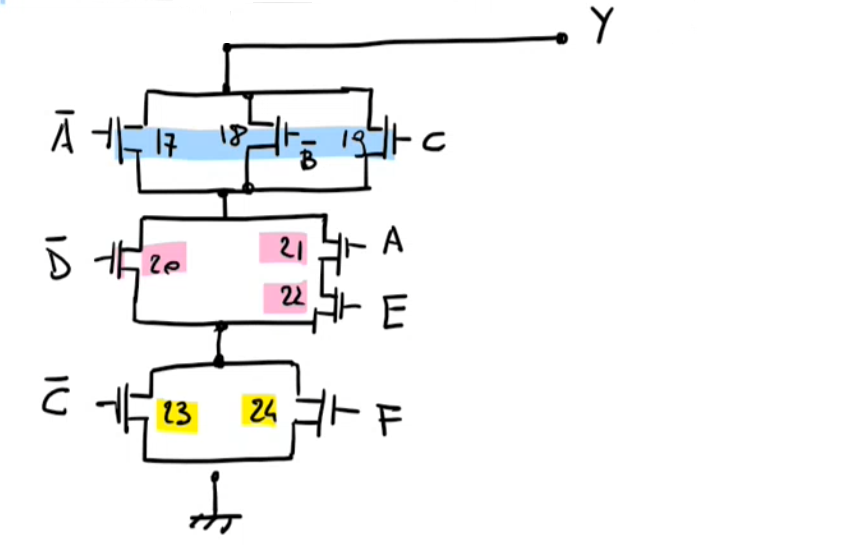 Y
A̅ 17 18 B̅ 19 C
D̅ 20 21 A
22 E
C̅ 23 24 F